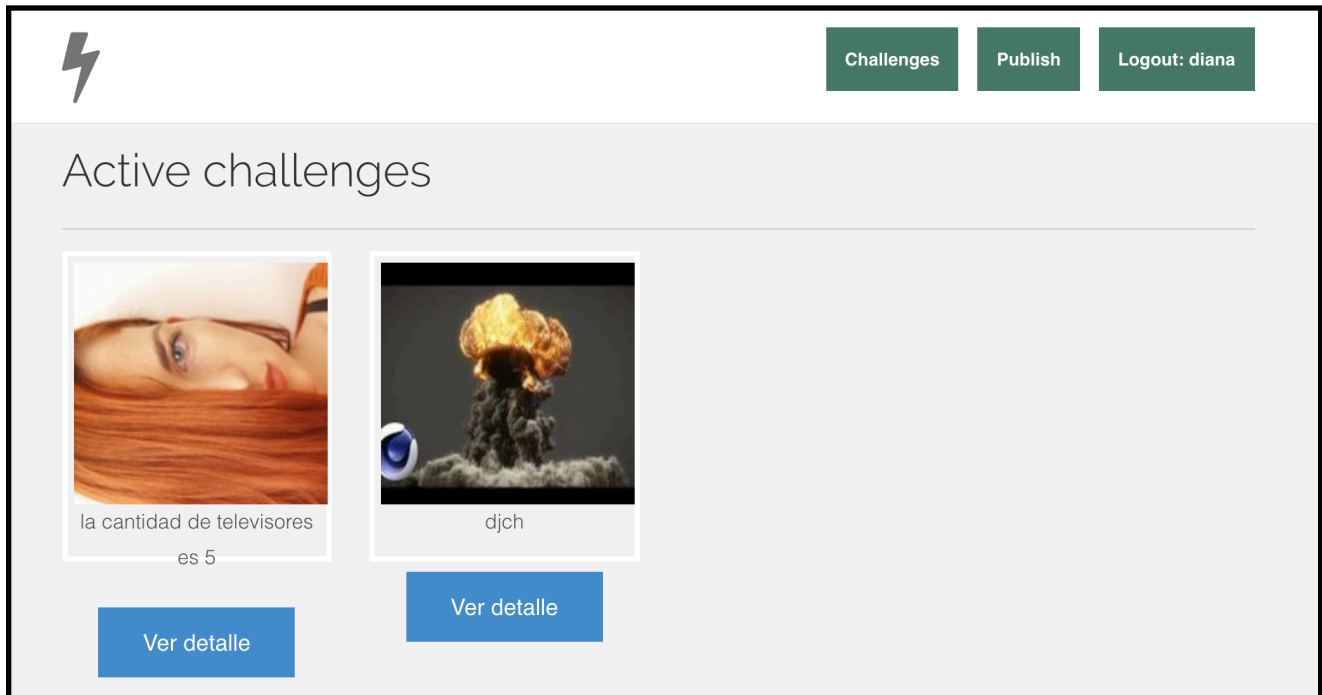 Challenges
Publish
Logout: diana
Active challenges
la cantidad de televisores
es 5
Ver detalle
djch
Ver detalle